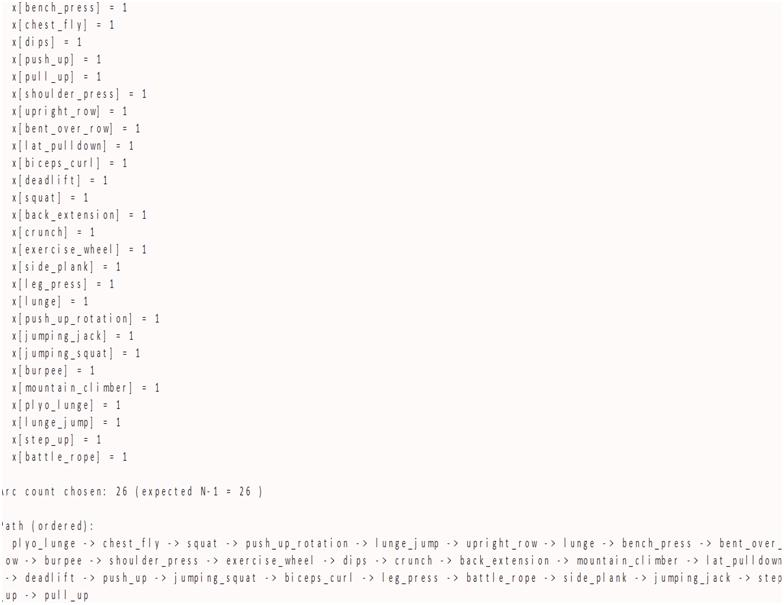 x[bench_press] = 1
x[chest_fly] = 1
x[dips] = 1
x[push_up] = 1
x[pull_up] = 1
x[shoulder_press] = 1
x[upright_row] = 1
x[bent_over_row] = 1
x[lat_pulldown] = 1
x[biceps_curl] = 1
x[deadlift] = 1
x[squat] = 1
x[back_extension] = 1
x[crunch] = 1
x[exercise_wheel] = 1
x[side_plank] = 1
x[leg_press] = 1
x[lunge] = 1
x[push_up_rotation] = 1
x[jumping_jack] = 1
x[jumping_squat] = 1
x[burpee] = 1
x[mountain_climber] = 1
x[plyo_lunge] = 1
x[lunge_jump] = 1
x[step_up] = 1
x[battle_rope] = 1
Arc count chosen: 26 (expected N-1 = 26 )
Path (ordered):
plyo_lunge -> chest_fly -> squat -> push_up_rotation -> lunge_jump -> upright_row -> lunge -> bench_press -> bent_over_
ow -> burpee -> shoulder_press -> exercise_wheel -> dips -> crunch -> back_extension -> mountain_climber -> lat_pulldown
-> deadlift -> push_up -> jumping_squat -> biceps_curl -> leg_press -> battle_rope -> side_plank -> jumping_jack -> step
_up -> pull_up